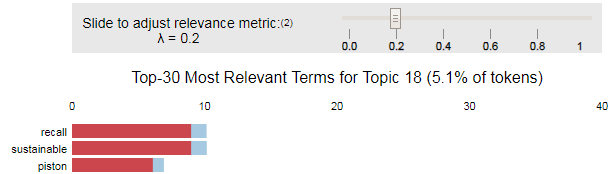 Slide to adjust relevance metric:(2)
λ = 0.2
0.0 0.2 0.4 0.6 0.8 1
Top-30 Most Relevant Terms for Topic 18 (5.1% of tokens)
0 10 20 30 40
recall
sustainable
piston